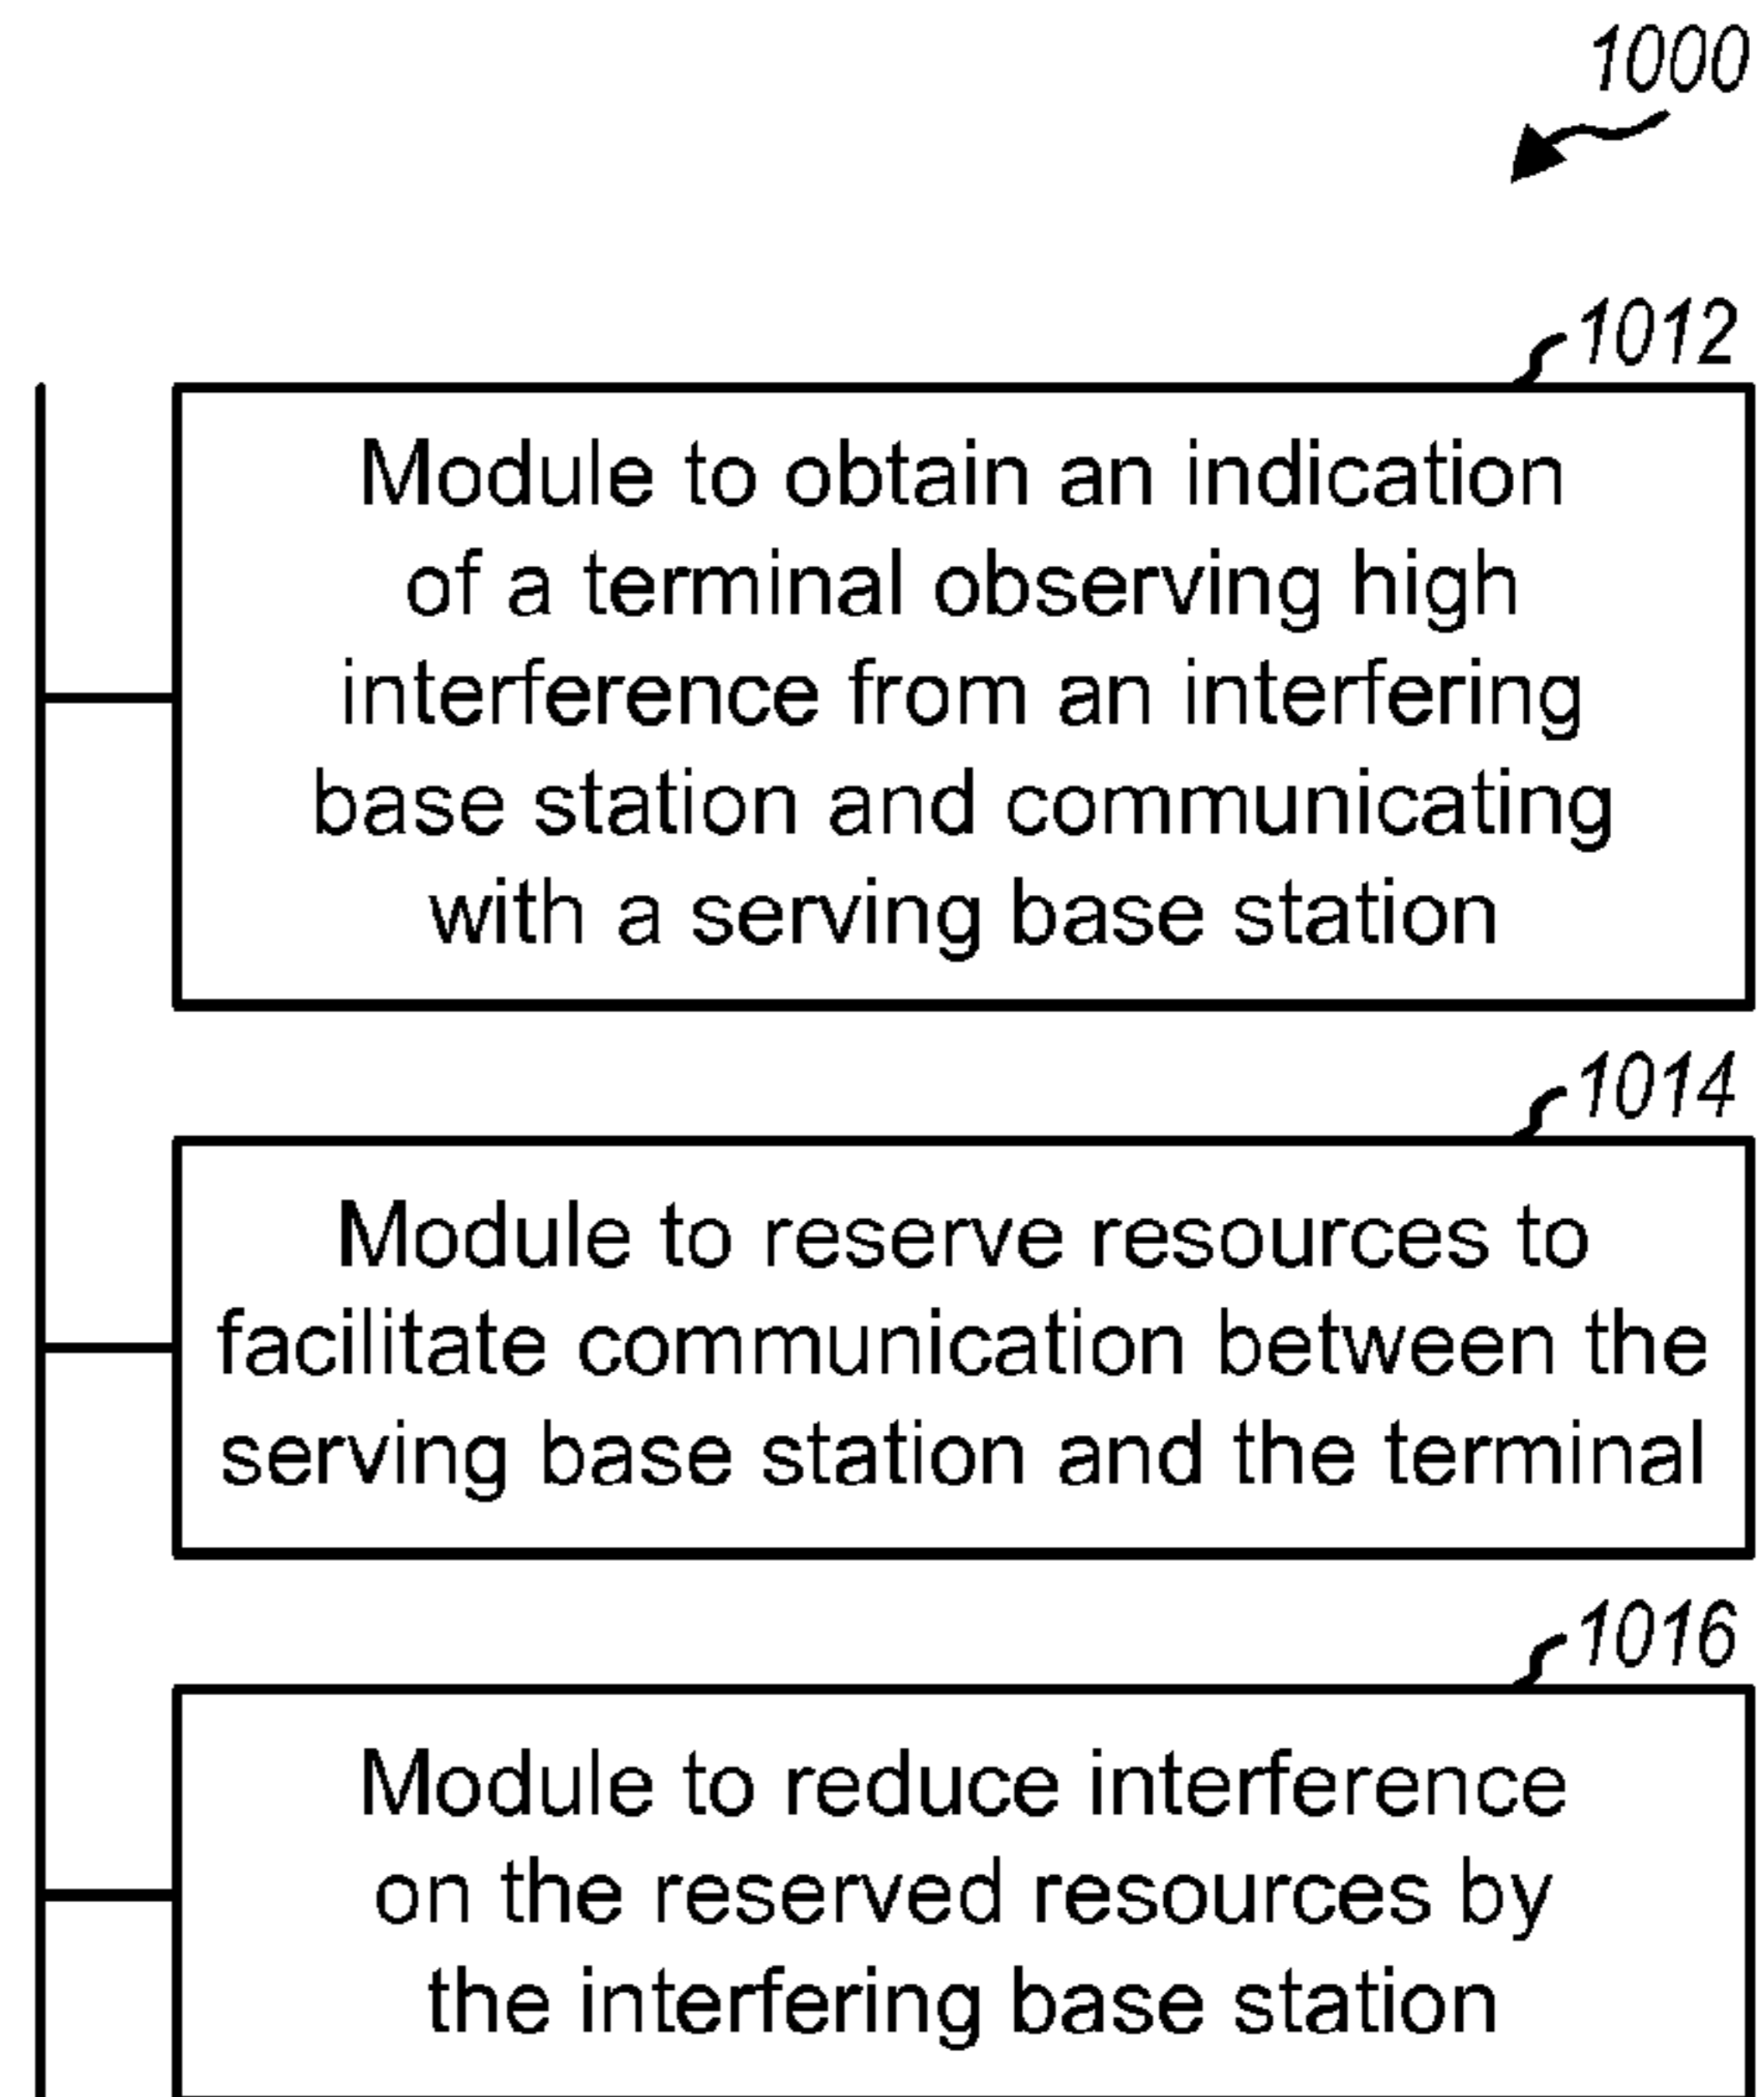 1000
1012
Module to obtain an indication
of a terminal observing high
interference from an interfering
base station and communicating
with a serving base station
1014
Module to reserve resources to
facilitate communication between the
serving base station and the terminal
1016
Module to reduce interference
on the reserved resources by
the interfering base station